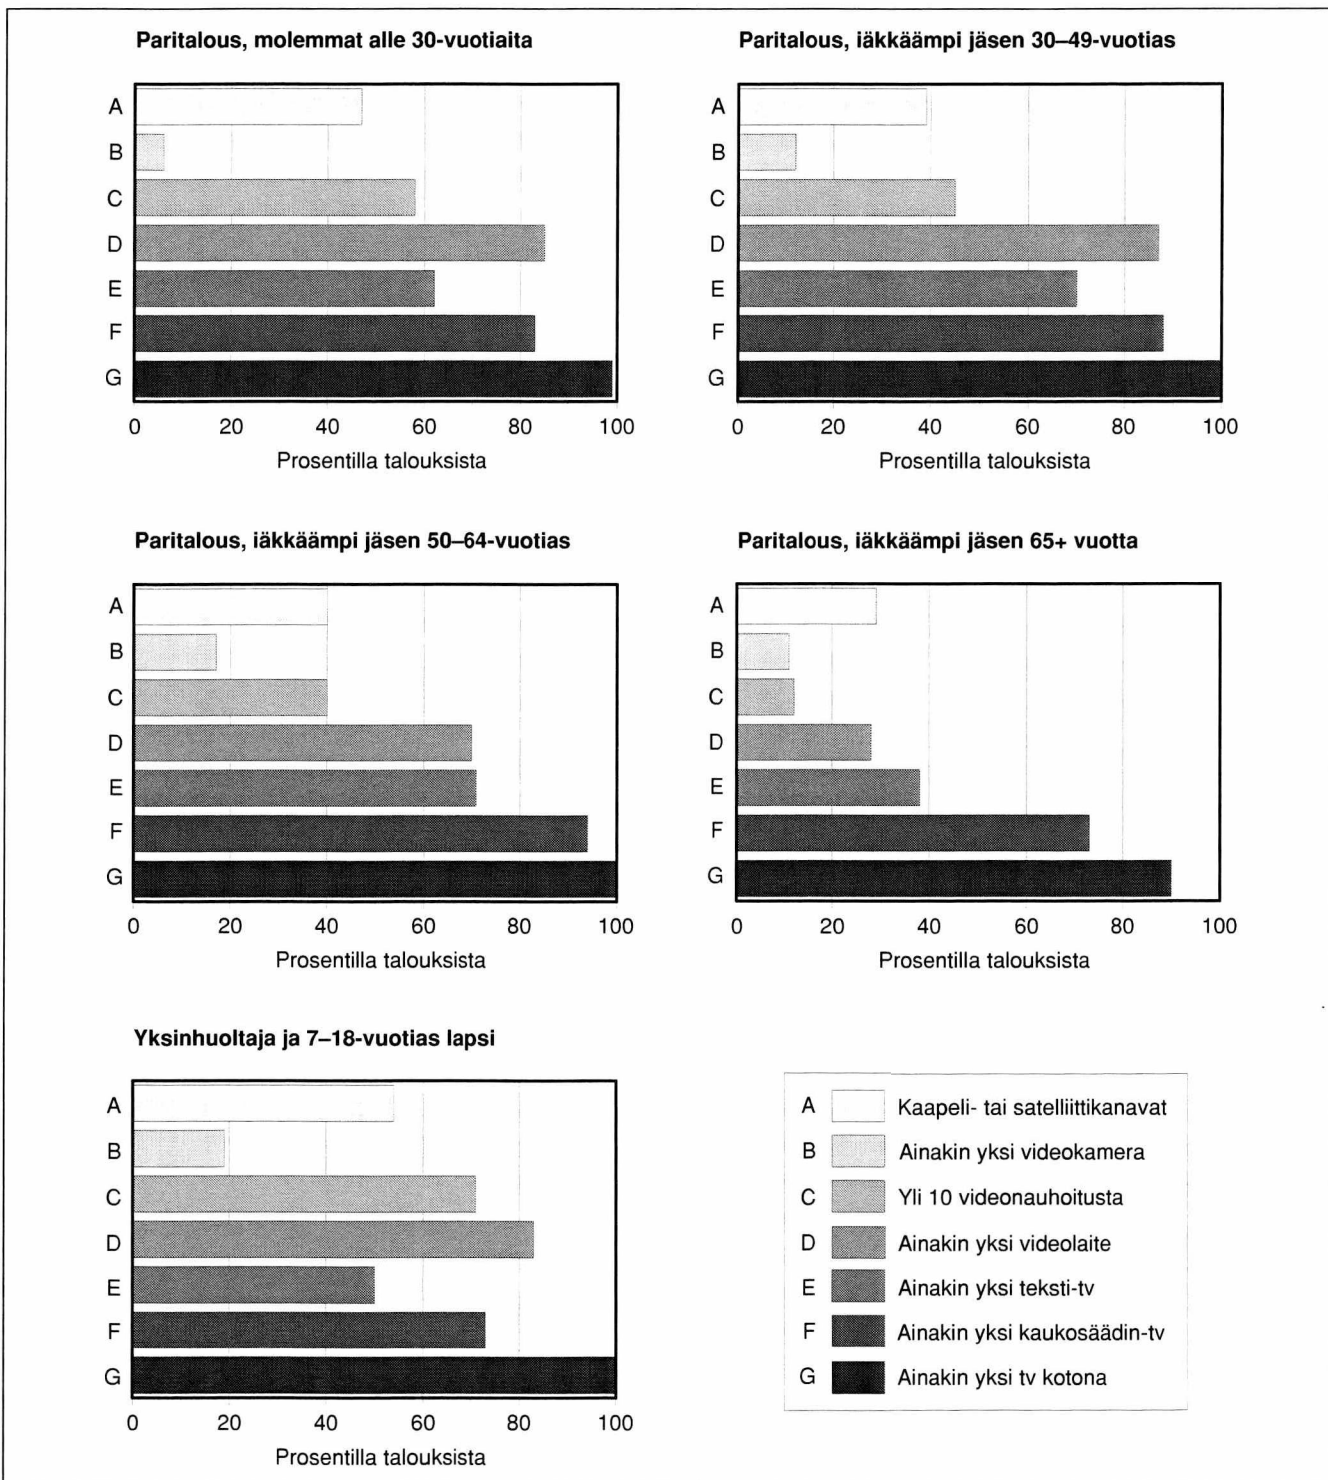 Paritalous, molemmat alle 30-vuotiaita
A
B
C
D
E
F
G
0 20 40 60 80 100
Prosentilla talouksista
Paritalous, iäkkäämpi jäsen 30–49-vuotias
A
B
C
D
E
F
G
0 20 40 60 80 100
Prosentilla talouksista
Paritalous, iäkkäämpi jäsen 50–64-vuotias
A
B
C
D
E
F
G
0 20 40 60 80 100
Prosentilla talouksista
Paritalous, iäkkäämpi jäsen 65+ vuotta
A
B
C
D
E
F
G
0 20 40 60 80 100
Prosentilla talouksista
Yksinhuoltaja ja 7–18-vuotias lapsi
A
B
C
D
E
F
G
0 20 40 60 80 100
Prosentilla talouksista
A Kaapeli- tai satelliittikanavat
B Ainakin yksi videokamera
C Yli 10 videonauhoitusta
D Ainakin yksi videolaite
E Ainakin yksi teksti-tv
F Ainakin yksi kaukosäädin-tv
G Ainakin yksi tv kotona